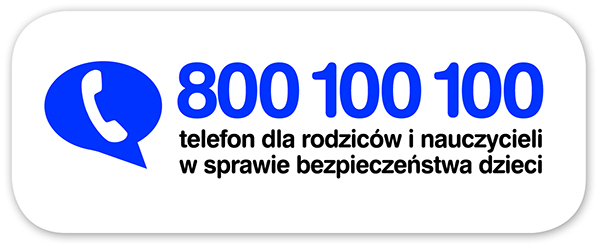 800 100 100
telefon dla rodziców i nauczycieli
w sprawie bezpieczeństwa dzieci